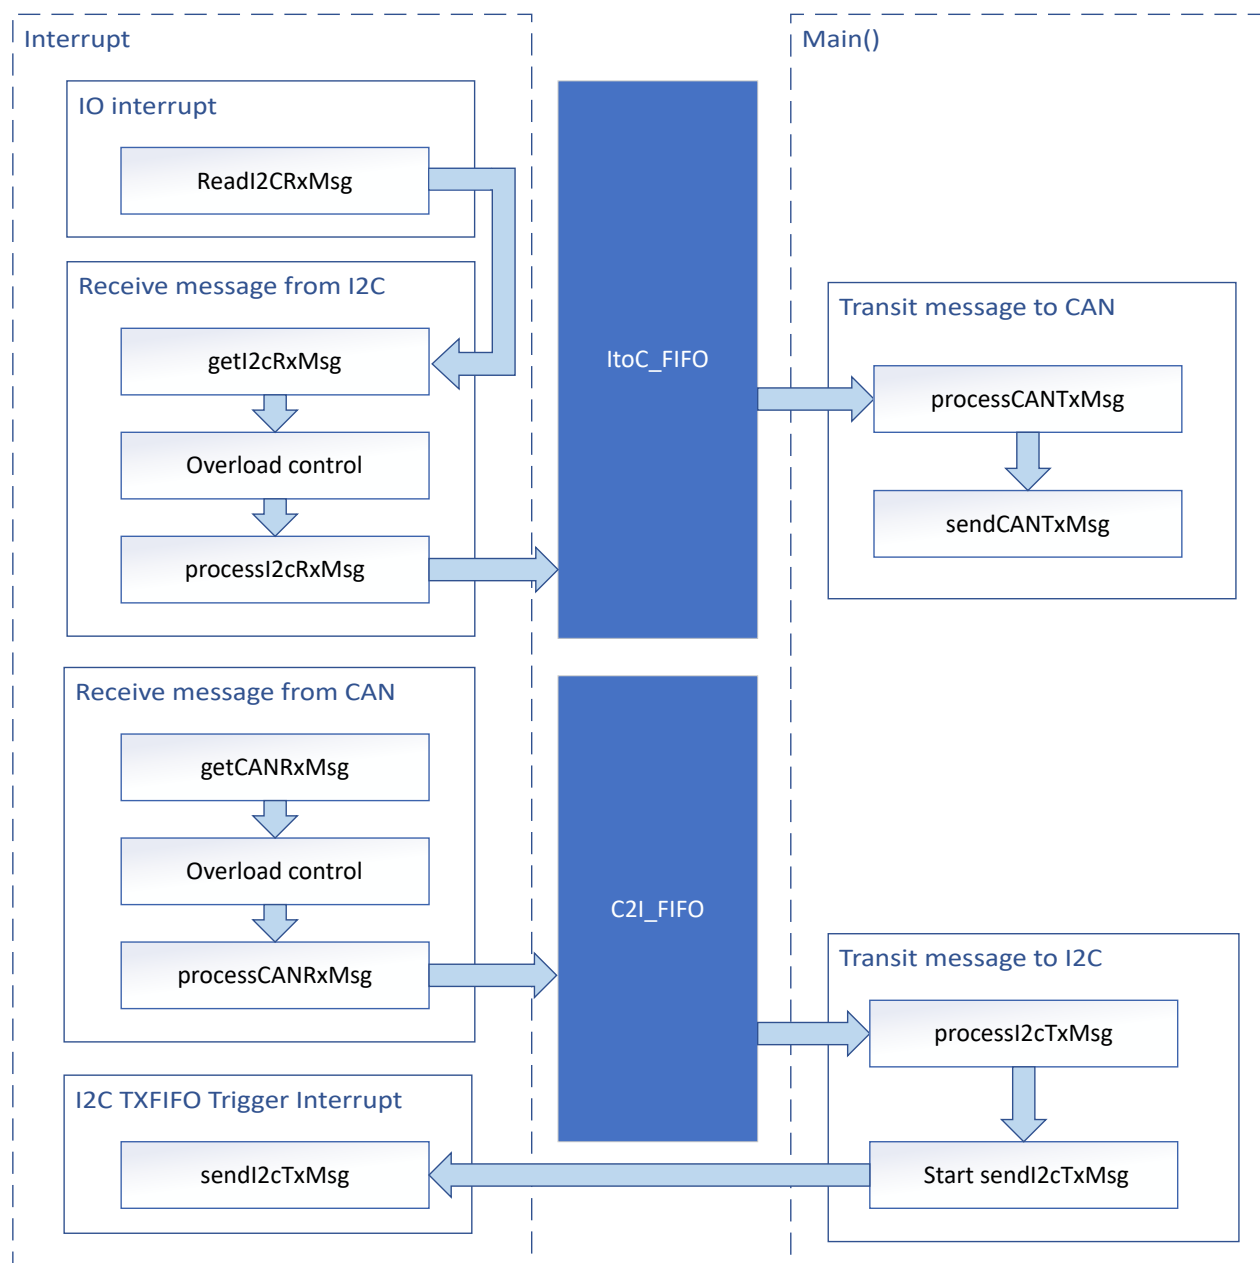 Interrupt
IO interrupt
ReadI2CRxMsg
Receive message from I2C
getI2cRxMsg
Overload control
processI2cRxMsg
Receive message from CAN
getCANRxMsg
Overload control
processCANRxMsg
I2C TXFIFO Trigger Interrupt
sendI2cTxMsg
ItoC_FIFO
C2I_FIFO
Main()
Transit message to CAN
processCANTxMsg
sendCANTxMsg
Transit message to I2C
processI2cTxMsg
Start sendI2cTxMsg